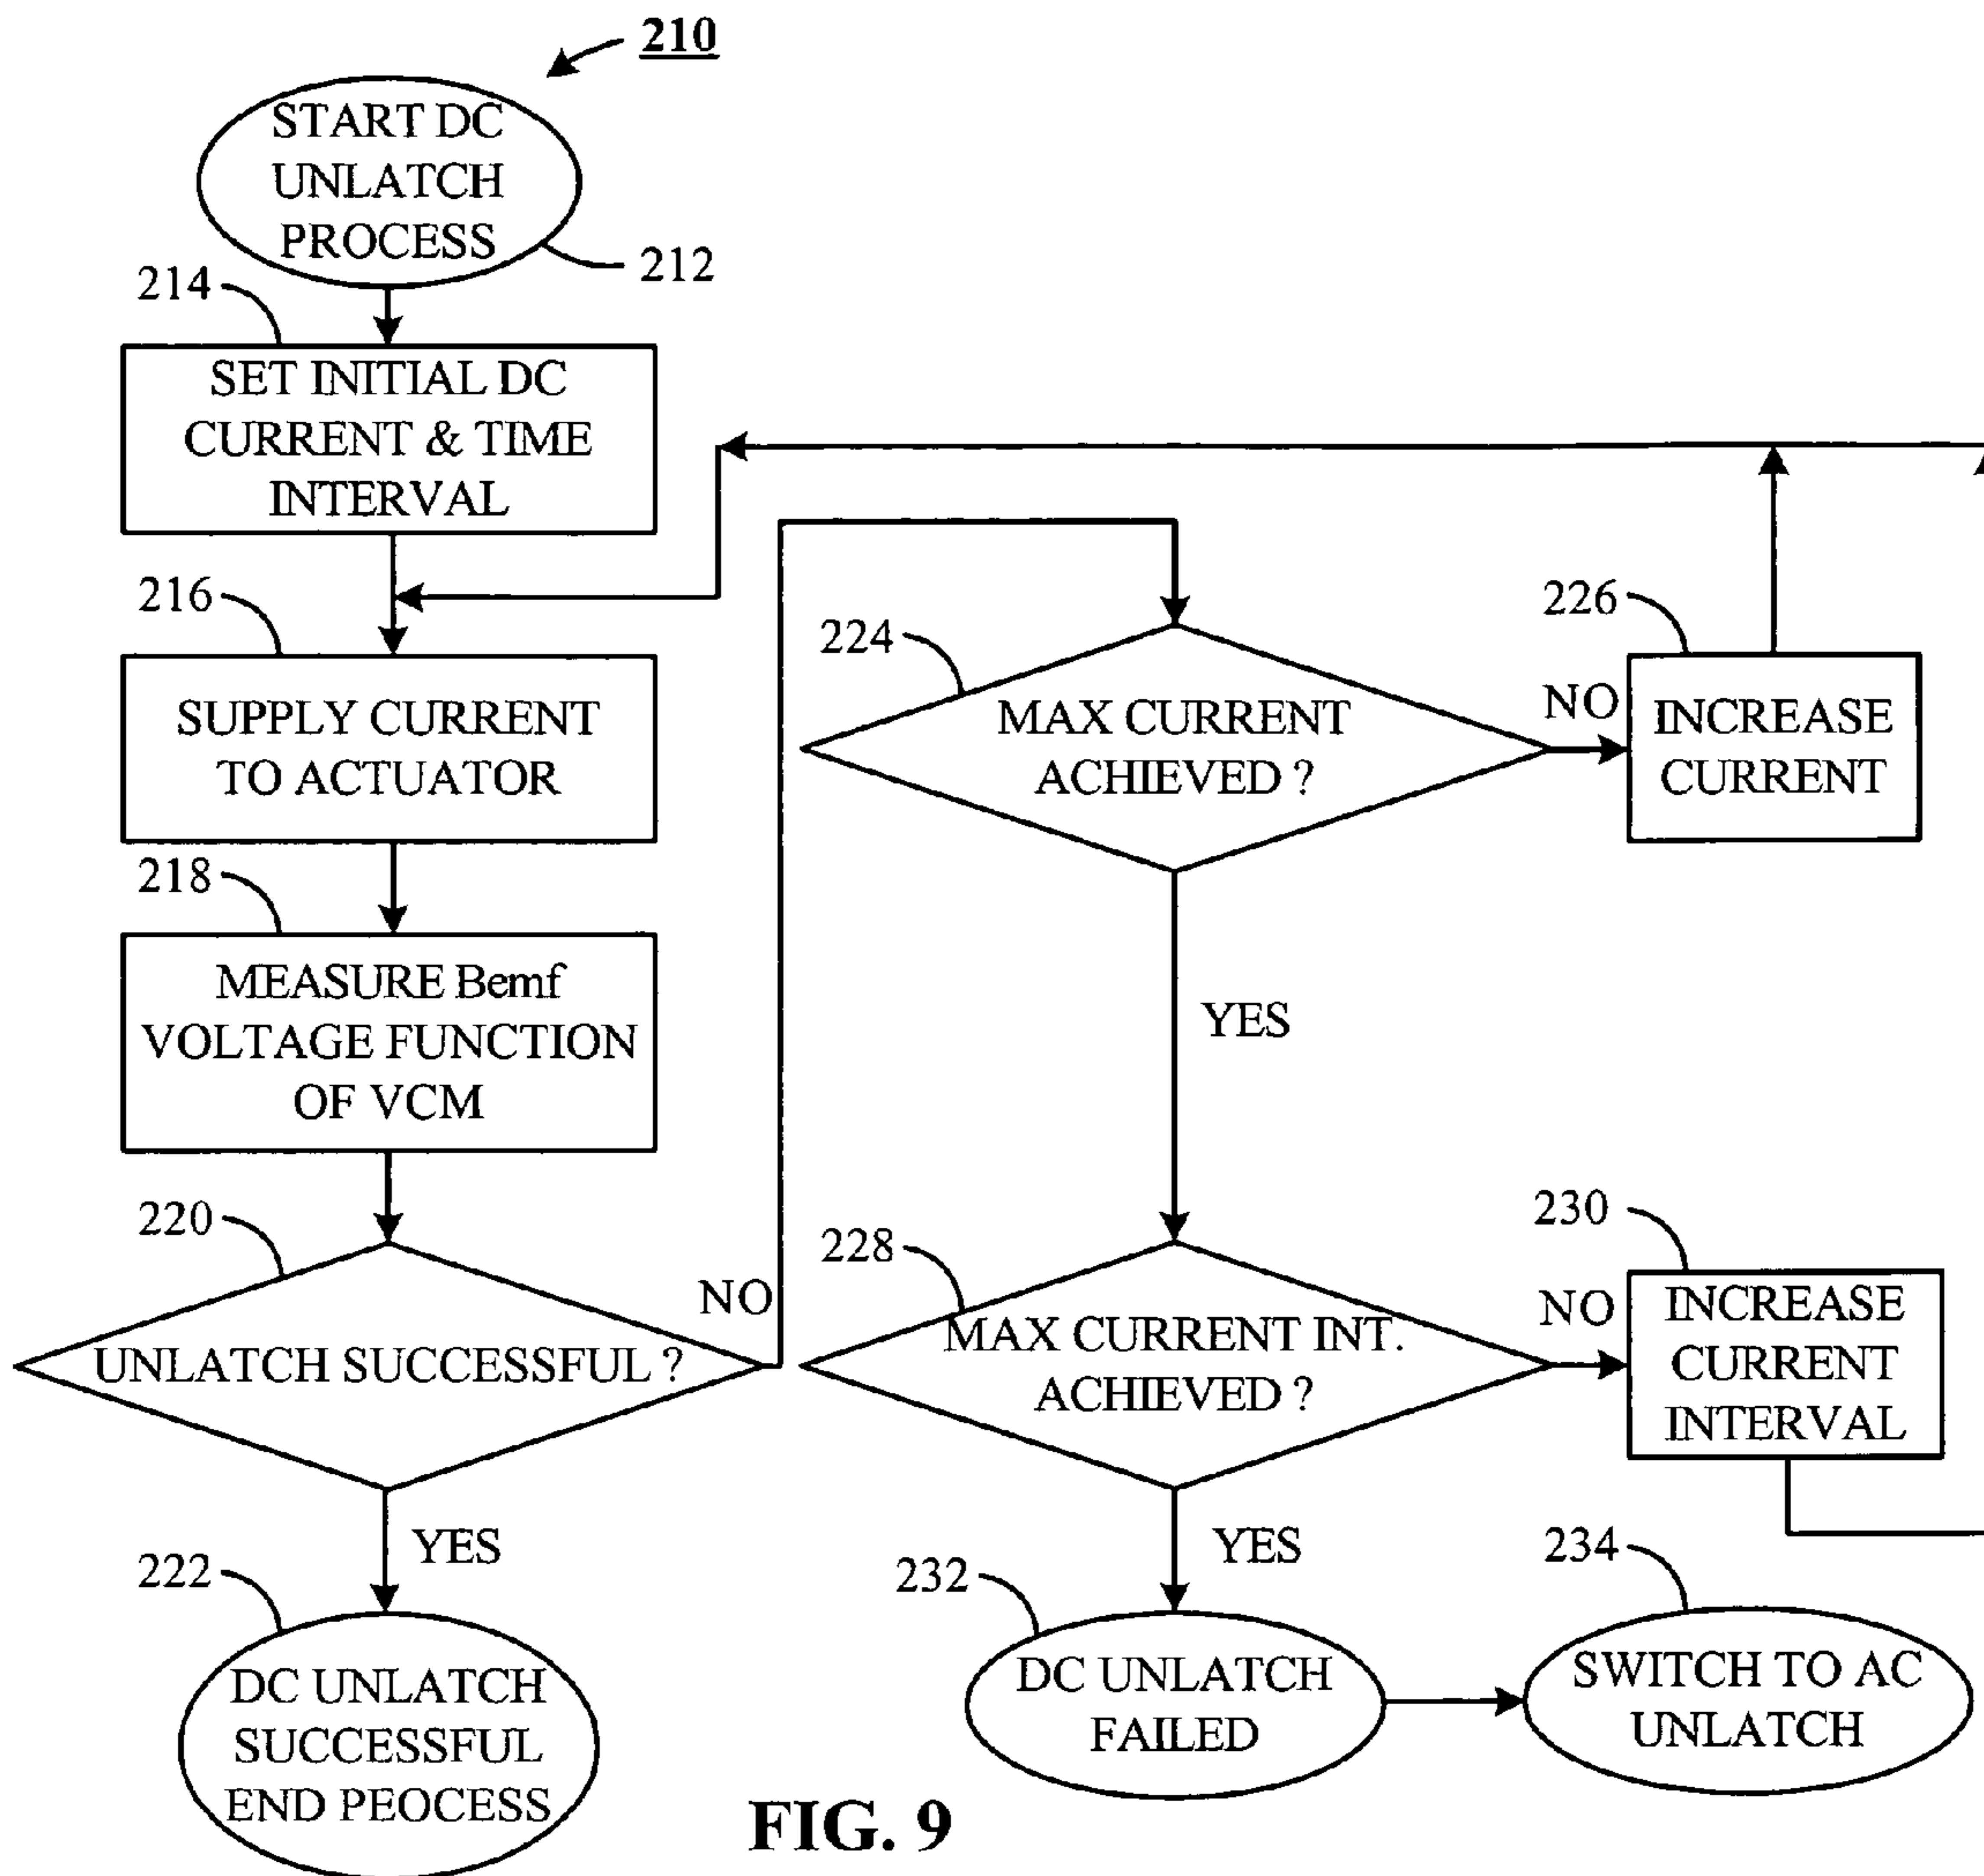 210
START DC
UNLATCH
PROCESS
212
214
SET INITIAL DC
CURRENT & TIME
INTERVAL
216
SUPPLY CURRENT
TO ACTUATOR
218
MEASURE Bemf
VOLTAGE FUNCTION
OF VCM
220
UNLATCH SUCCESSFUL ?
NO
YES
222
DC UNLATCH
SUCCESSFUL
END PEOCESS
224
MAX CURRENT
ACHIEVED ?
NO
226
INCREASE
CURRENT
YES
228
MAX CURRENT INT.
ACHIEVED ?
NO
230
INCREASE
CURRENT
INTERVAL
YES
232
DC UNLATCH
FAILED
234
SWITCH TO AC
UNLATCH
FIG. 9